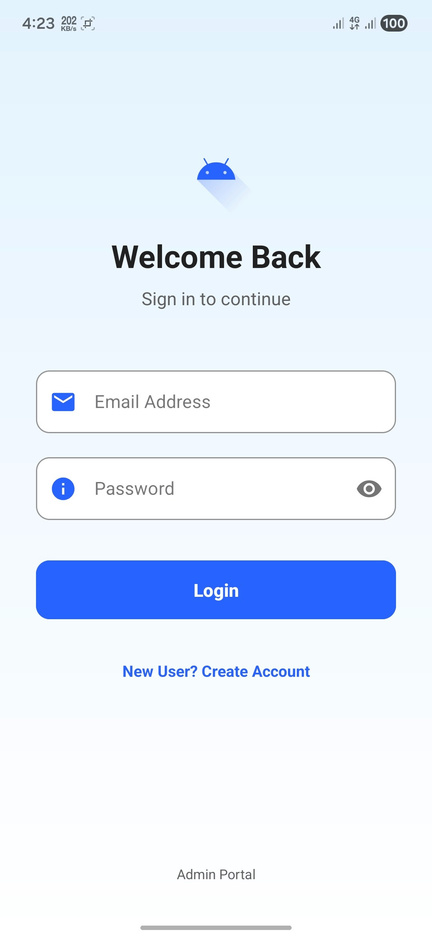 4:23 202 KB/s 4G 100
Welcome Back
Sign in to continue
Email Address
Password
Login
New User? Create Account
Admin Portal